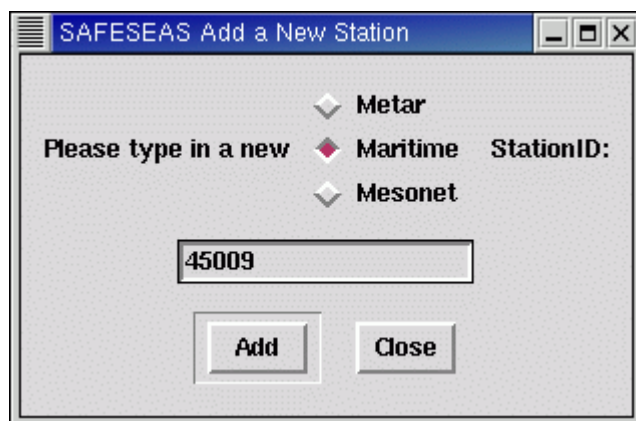 SAFESEAS Add a New Station
Metar
Please type in a new Maritime StationID:
Mesonet
45009
Add Close